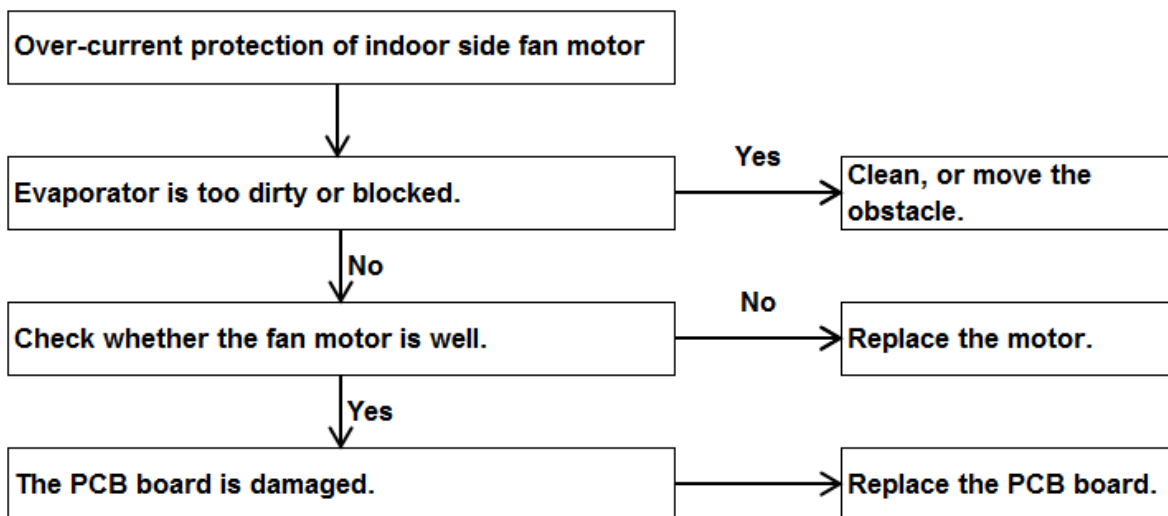 Over-current protection of indoor side fan motor
Evaporator is too dirty or blocked.
Yes
Clean, or move the
obstacle.
No
Check whether the fan motor is well.
No
Replace the motor.
Yes
The PCB board is damaged.
Replace the PCB board.